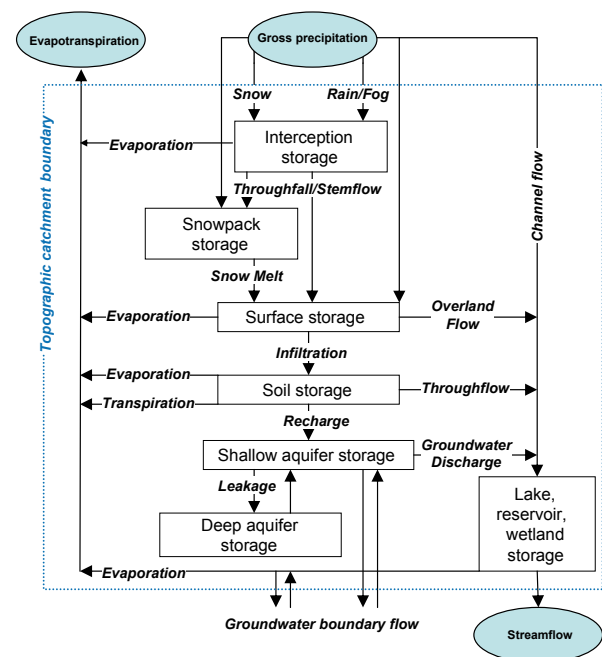 Evapotranspiration
Gross precipitation
Snow
Rain/Fog
Evaporation
Interception
storage
Throughfall/Stemflow
Snowpack
storage
Snow Melt
Channel flow
Topographic catchment boundary
Evaporation
Surface storage
Overland
Flow
Infiltration
Evaporation
Soil storage
Throughflow
Transpiration
Recharge
Shallow aquifer storage
Groundwater
Discharge
Leakage
Deep aquifer
storage
Lake,
reservoir,
wetland
storage
Evaporation
Groundwater boundary flow
Streamflow